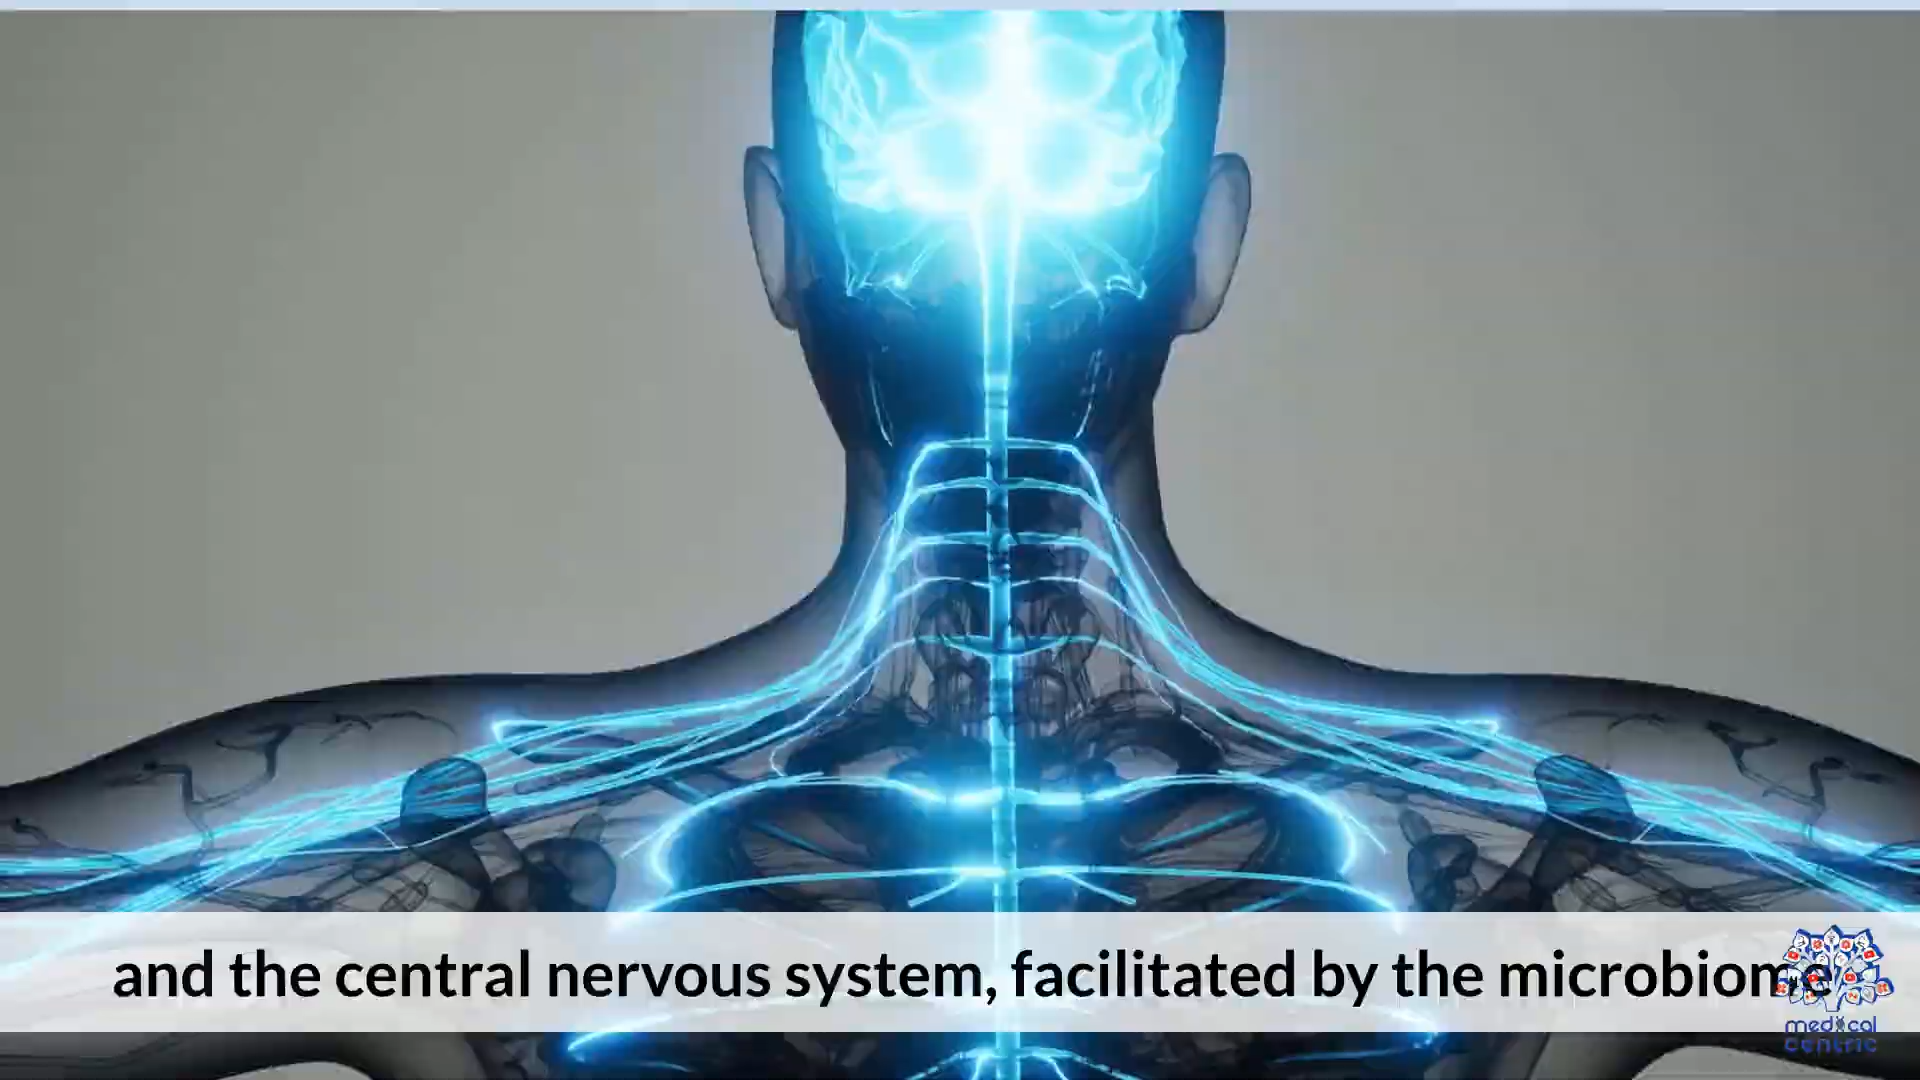 and the central nervous system, facilitated by the microbiome
medical
centric